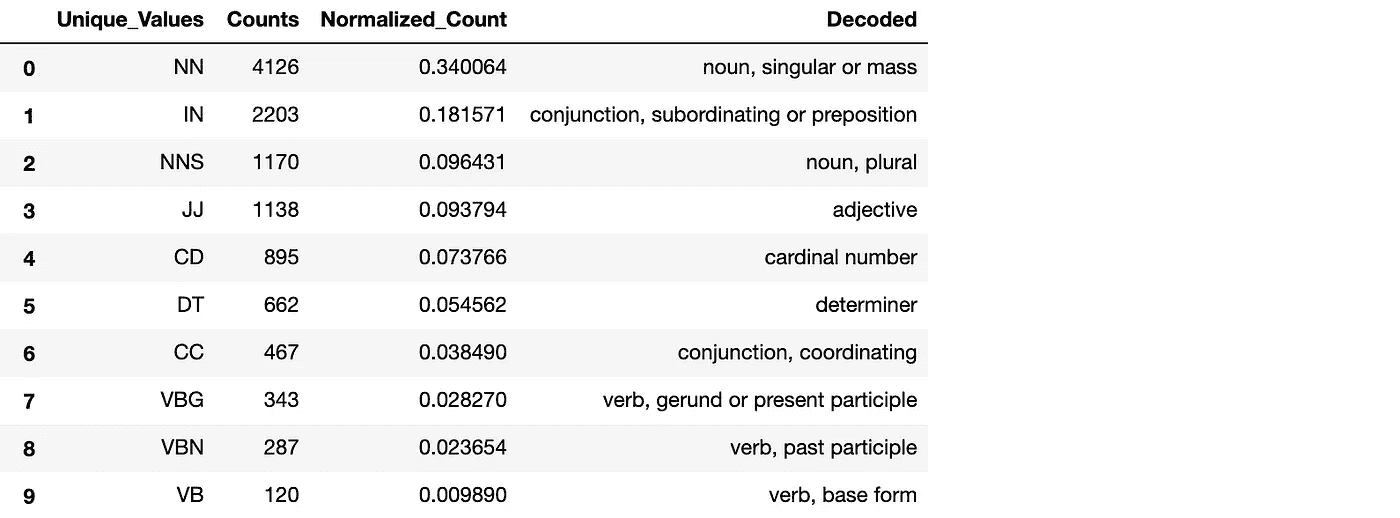 Unique_Values Counts Normalized_Count Decoded
0 NN 4126 0.340064 noun, singular or mass
1 IN 2203 0.181571 conjunction, subordinating or preposition
2 NNS 1170 0.096431 noun, plural
3 JJ 1138 0.093794 adjective
4 CD 895 0.073766 cardinal number
5 DT 662 0.054562 determiner
6 CC 467 0.038490 conjunction, coordinating
7 VBG 343 0.028270 verb, gerund or present participle
8 VBN 287 0.023654 verb, past participle
9 VB 120 0.009890 verb, base form